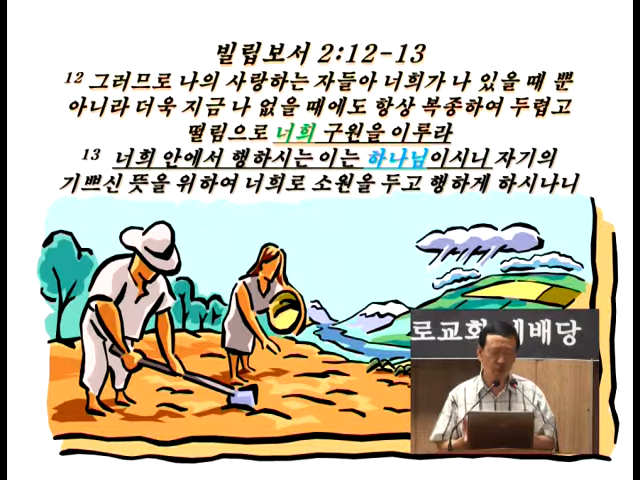 빌립보서 2:12-13
12 그러므로 나의 사랑하는 자들아 너희가 나 있을 때 뿐
아니라 더욱 지금 나 없을 때에도 항상 복종하여 두렵고
떨림으로 너희 구원을 이루라
13 너희 안에서 행하시는 이는 하나님이시니 자기의
기쁘신 뜻을 위하여 너희로 소원을 두고 행하게 하시나니
로교회 예배당